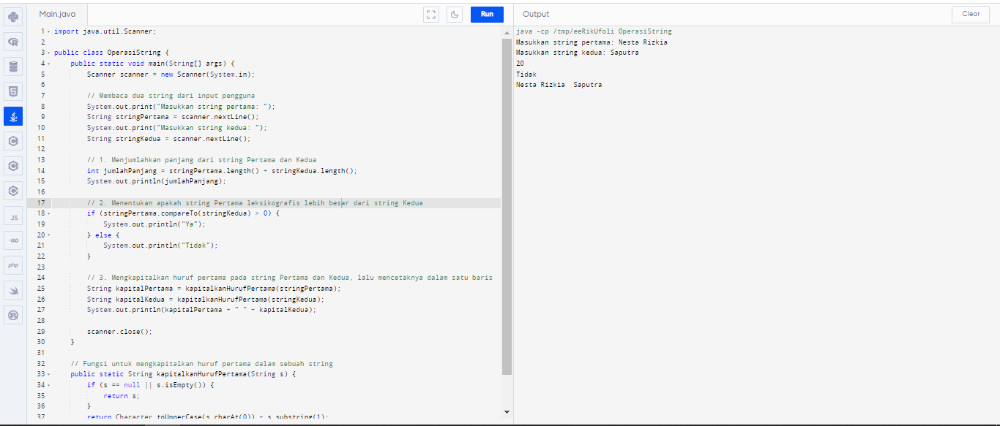 Main.java
Run
Output
Clear
JS
-GO
php
1 import java.util.Scanner;
2
3 public class OperasiString {
4 public static void main(String[] args) {
5 Scanner scanner = new Scanner(System.in);
6
7 // Membaca dua string dari input pengguna
8 System.out.print("Masukkan string pertama: ");
9 String stringPertama = scanner.nextLine();
10 System.out.print("Masukkan string kedua: ");
11 String stringKedua = scanner.nextLine();
12
13 // 1. Menjumlahkan panjang dari string Pertama dan Kedua
14 int jumlahPanjang = stringPertama.length() + stringKedua.length();
15 System.out.println(jumlahPanjang);
16
17 // 2. Menentukan apakah string Pertama leksikografis lebih besar dari string Kedua
18 if (stringPertama.compareTo(stringKedua) > 0) {
19 System.out.println("Ya");
20 } else {
21 System.out.println("Tidak");
22 }
23
24 // 3. Mengkapitalkan huruf pertama pada string Pertama dan Kedua, lalu mencetaknya dalam satu baris
25 String kapitalPertama = kapitalkanHurufPertama(stringPertama);
26 String kapitalKedua = kapitalkanHurufPertama(stringKedua);
27 System.out.println(kapitalPertama + " " + kapitalKedua);
28
29 scanner.close();
30 }
31
32 // Fungsi untuk mengkapitalkan huruf pertama dalam sebuah string
33 public static String kapitalkanHurufPertama(String s) {
34 if (s == null || s.isEmpty()) {
35 return s;
36 }
37 return Character.toUpperCase(s.charAt(0)) + s.substring(1);
java -cp /tmp/eeRikUfoli OperasiString
Masukkan string pertama: Nesta Rizkia
Masukkan string kedua: Saputra
20
Tidak
Nesta Rizkia  Saputra